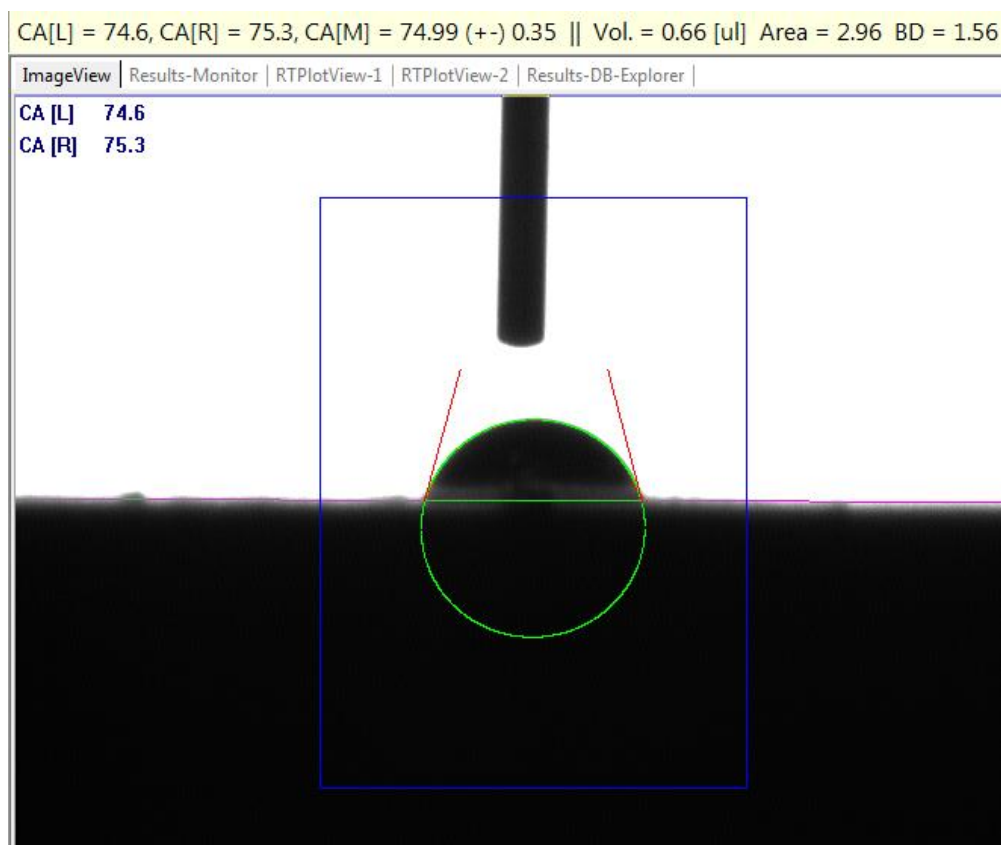 CA[L] = 74.6, CA[R] = 75.3, CA[M] = 74.99 (+-) 0.35 || Vol. = 0.66 [ul] Area = 2.96 BD = 1.56
ImageView | Results-Monitor | RTPlotView-1 | RTPlotView-2 | Results-DB-Explorer |
CA [L] 74.6
CA [R] 75.3